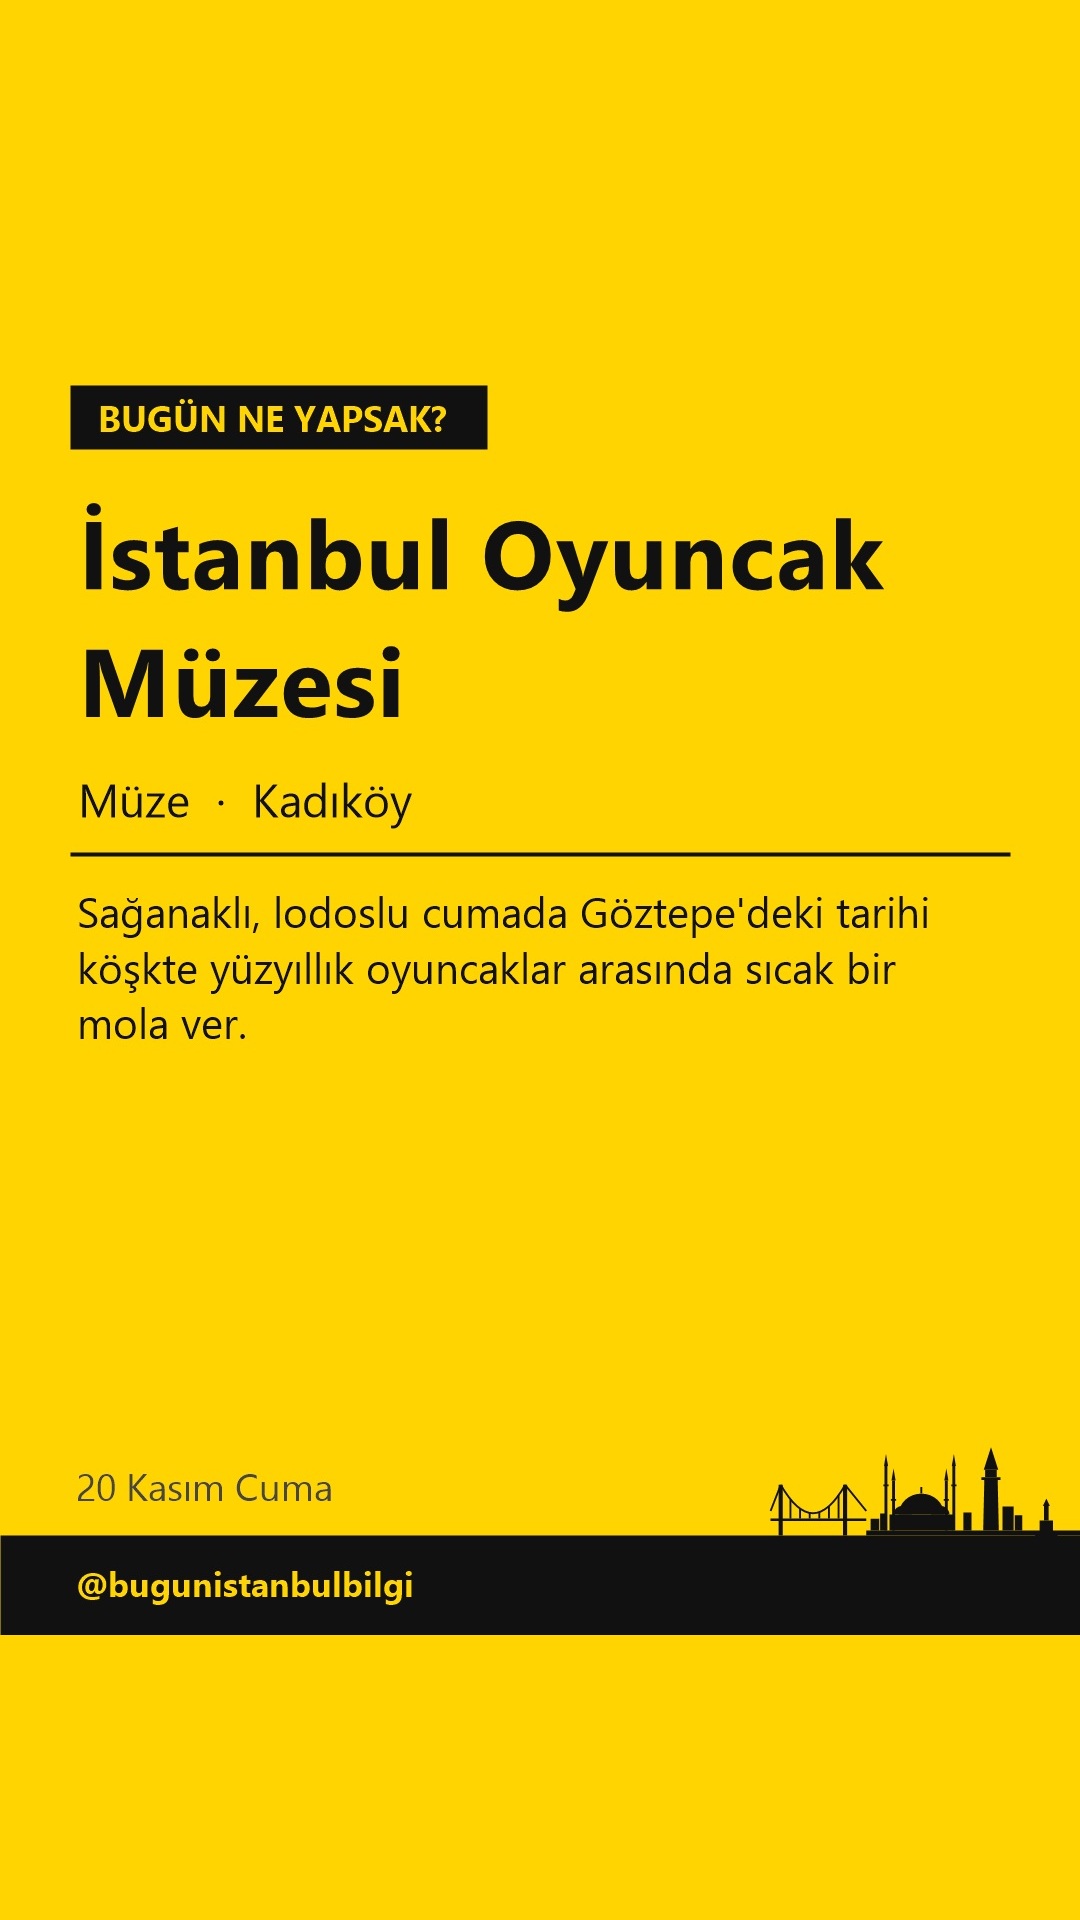 BUGÜN NE YAPSAK?
İstanbul Oyuncak
Müzesi
Müze · Kadıköy
Sağanaklı, lodoslu cumada Göztepe'deki tarihi
köşkte yüzyıllık oyuncaklar arasında sıcak bir
mola ver.
20 Kasım Cuma
@bugunistanbulbilgi